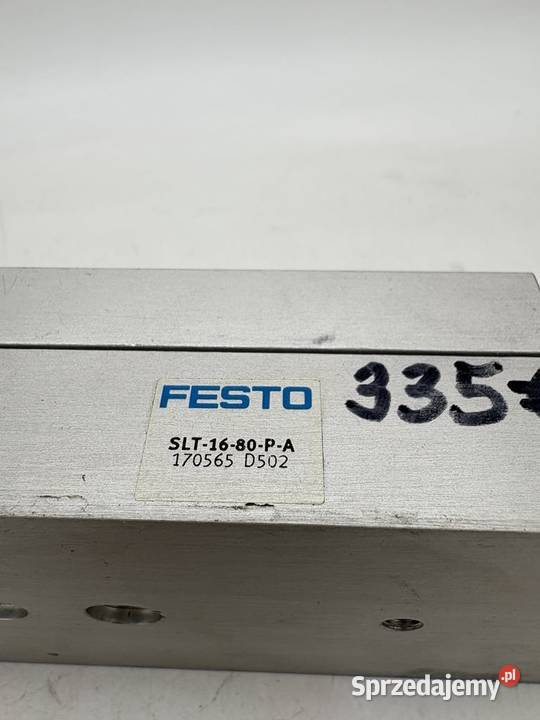 FESTO
SLT-16-80-P-A
170565 D502
335
Sprzedajemy.pl